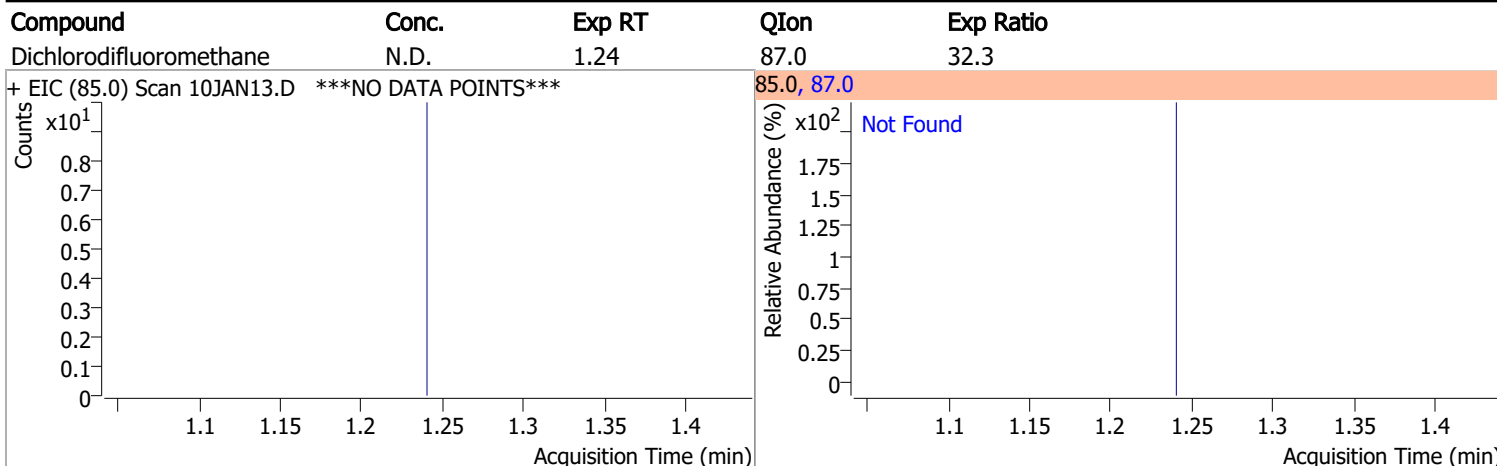 Compound Conc. Exp RT QIon Exp Ratio
Dichlorodifluoromethane N.D. 1.24 87.0 32.3
+ EIC (85.0) Scan 10JAN13.D ***NO DATA POINTS***
Counts
x10¹
0.8
0.7
0.6
0.5
0.4
0.3
0.2
0.1
0
1.1 1.15 1.2 1.25 1.3 1.35 1.4
Acquisition Time (min)
85.0, 87.0
Relative Abundance (%)
x10²
Not Found
1.75
1.5
1.25
1
0.75
0.5
0.25
0
1.1 1.15 1.2 1.25 1.3 1.35 1.4
Acquisition Time (min)